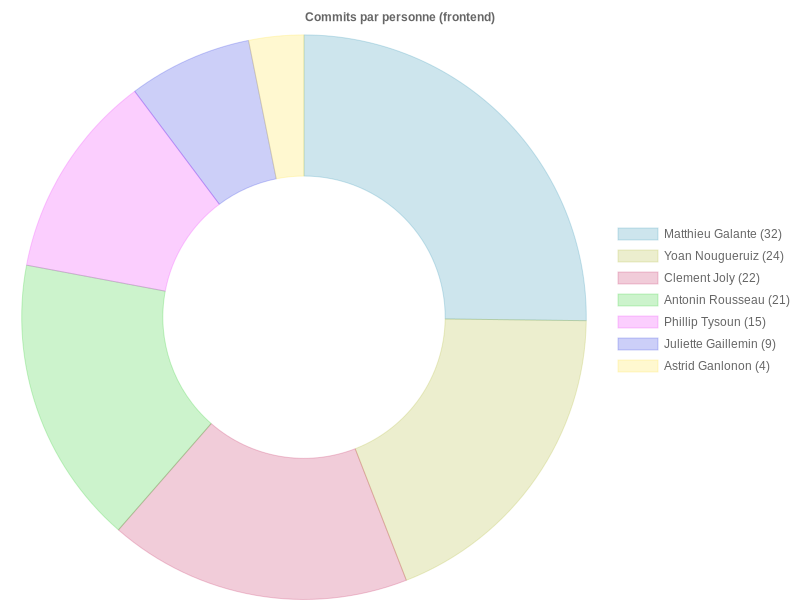 Commits par personne (frontend)
Matthieu Galante (32)
Yoan Nougueruiz (24)
Clement Joly (22)
Antonin Rousseau (21)
Phillip Tysoun (15)
Juliette Gaillemin (9)
Astrid Ganlonon (4)